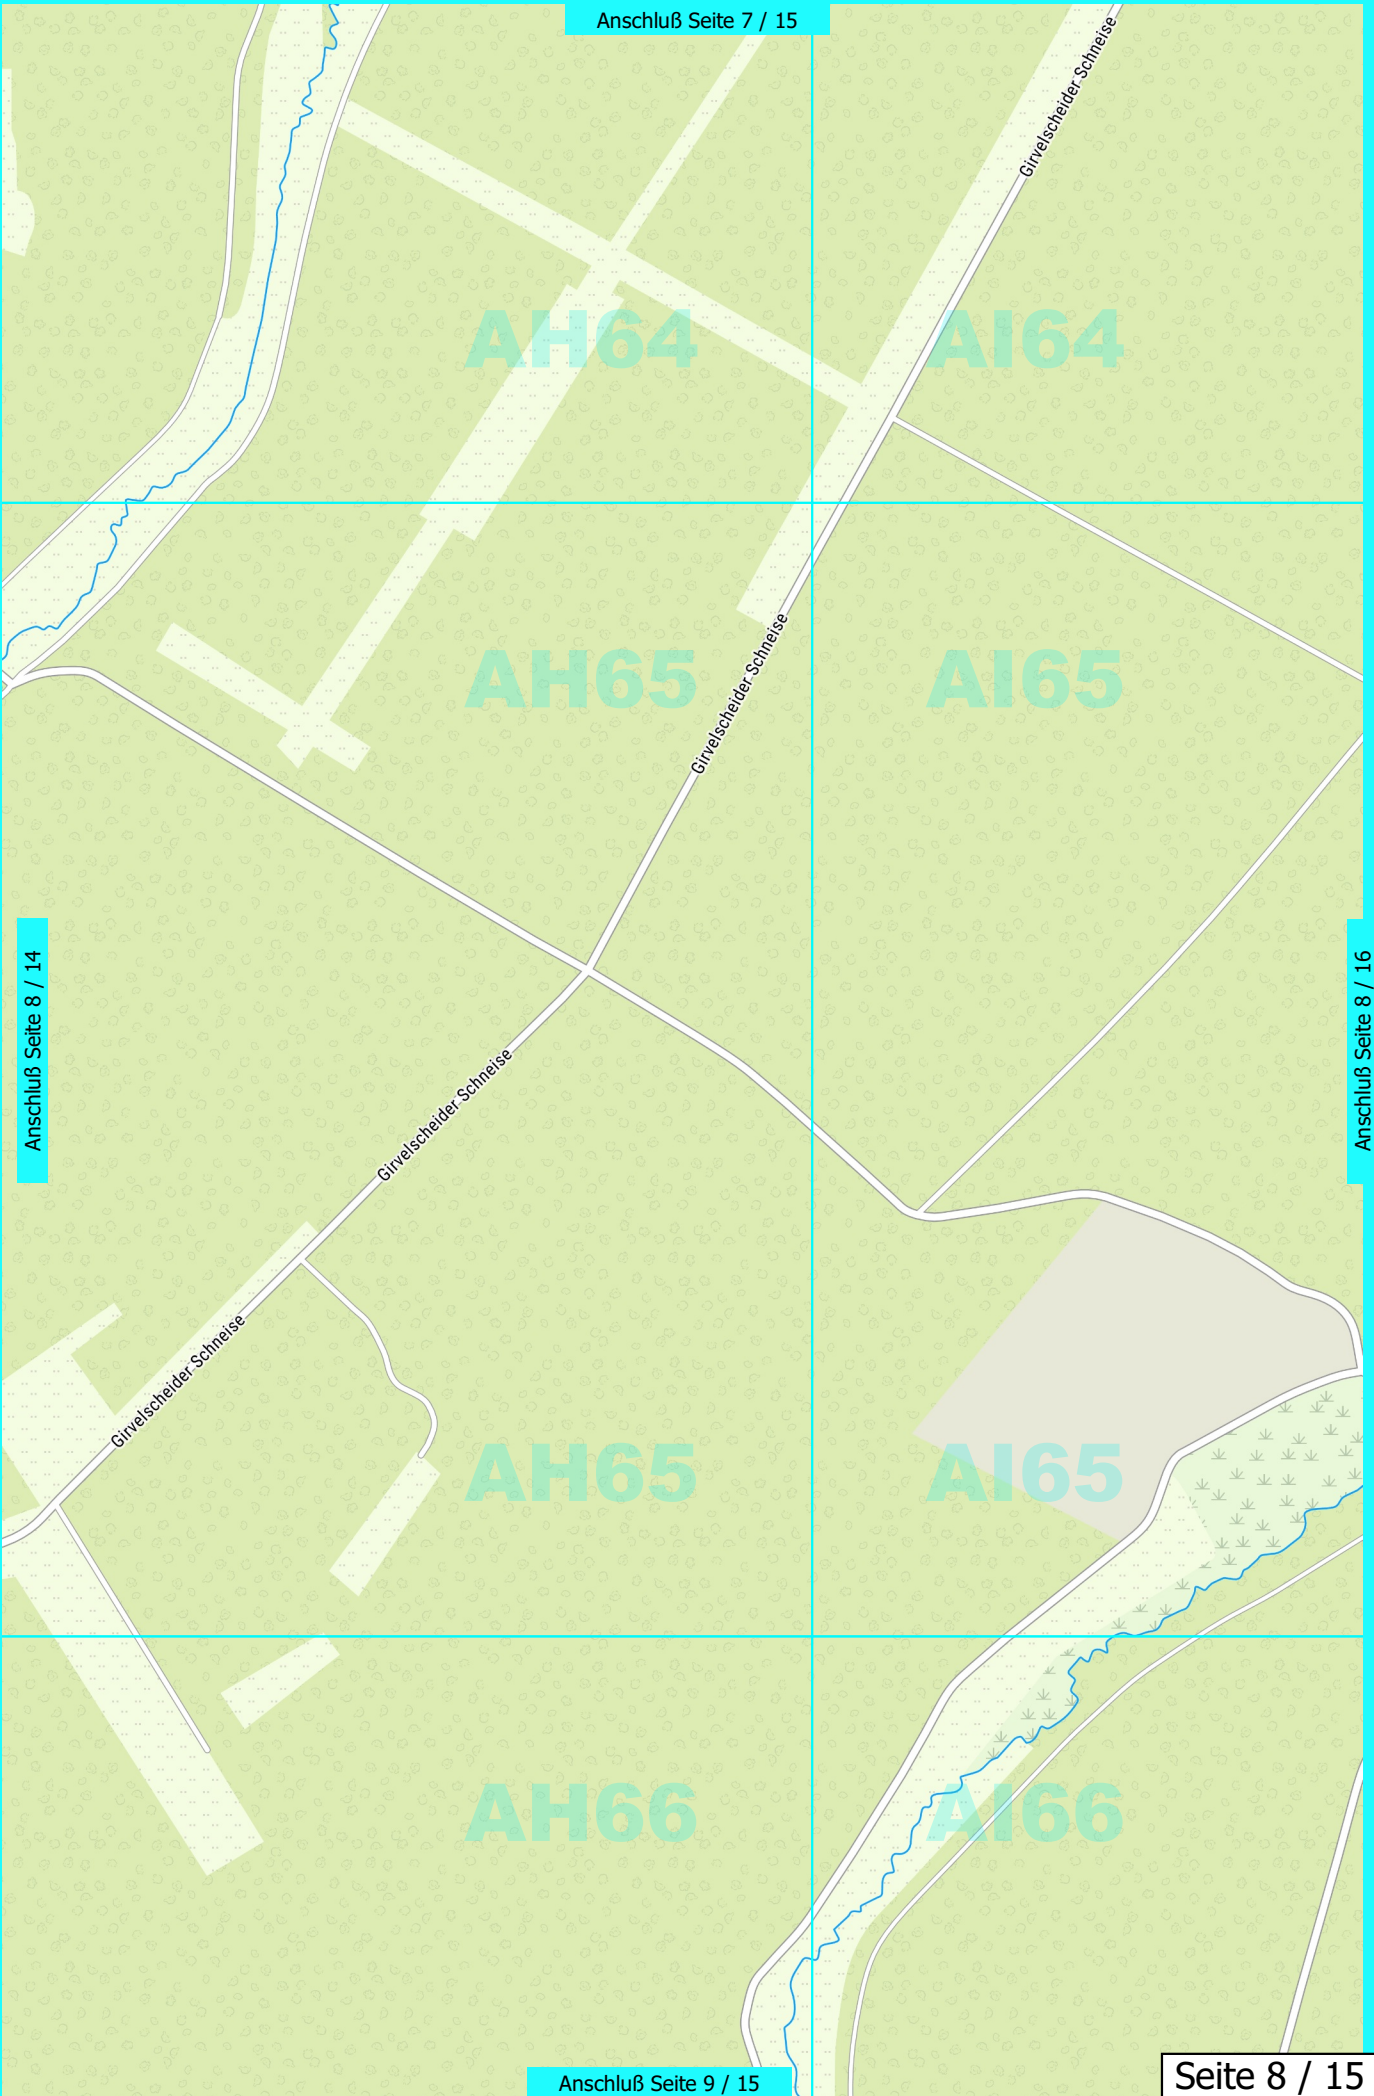 Anschluß Seite 7 / 15
Girvelscheider Schneise
AH64
AI64
Girvelscheider Schneise
AH65
AI65
Anschluß Seite 8 / 14
Anschluß Seite 8 / 16
Girvelscheider Schneise
Girvelscheider Schneise
AH65
AI65
AH66
AI66
Anschluß Seite 9 / 15
Seite 8 / 15